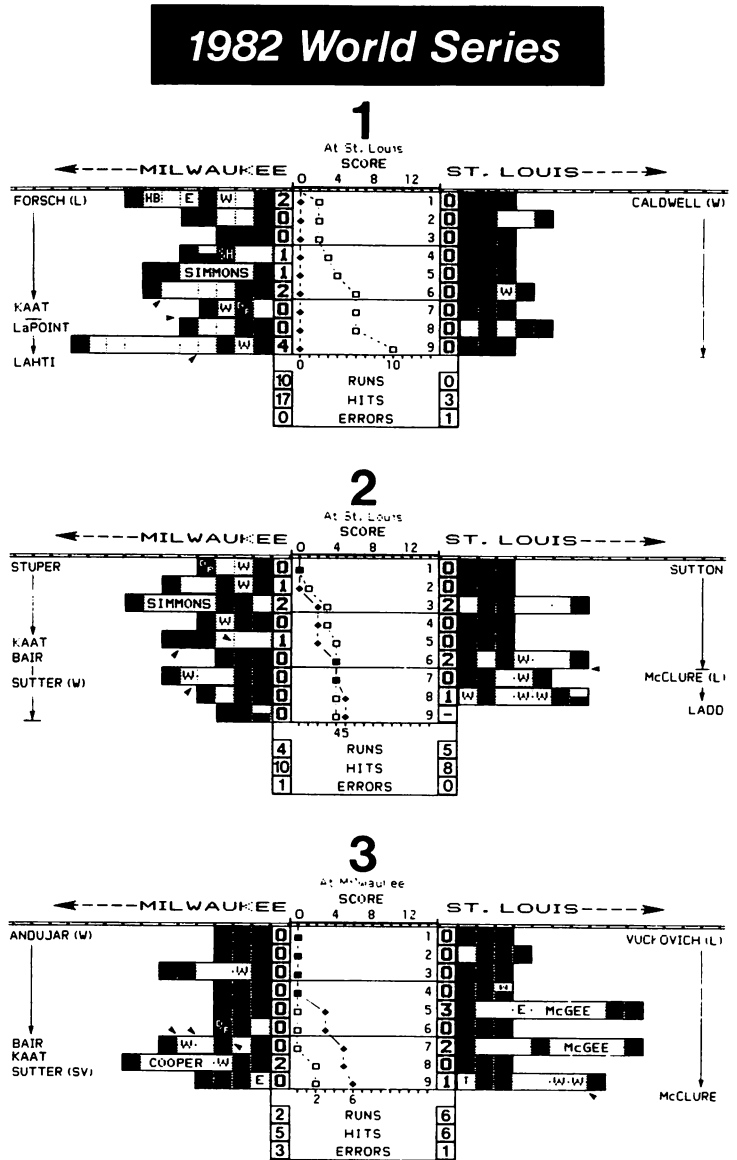 1982 World Series
1
At St. Louis
MILWAUKEE SCORE ST. LOUIS
0 4 8 12
FORSCH (L) HB E W 2 1 0 CALDWELL (W)
0 2 0
0 3 0
1 4 0
SIMMONS 1 5 0
2 6 0 W
KAAT W 0 7 0
LaPOINT 0 8 0
W 4 9 0
LAHTI 0 10
10 RUNS 0
17 HITS 3
0 ERRORS 1
2
At St. Louis
MILWAUKEE SCORE ST. LOUIS
0 4 8 12
STUPER W 0 1 0 SUTTON
W 1 2 0
SIMMONS 2 3 2
W 0 4 0
KAAT 1 5 0
BAIR 0 6 2 W
SUTTER (W) W 0 7 0 W McCLURE (L)
0 8 1 W W W
0 9 - LADD
4 5
4 RUNS 5
10 HITS 8
1 ERRORS 0
3
At Milwaukee
MILWAUKEE SCORE ST. LOUIS
0 4 8 12
ANDUJAR (W) 0 1 0 VUCKOVICH (L)
0 2 0
W 0 3 0
0 4 0 W
0 5 3 E McGEE
0 6 0
BAIR W 0 7 2 McGEE
KAAT COOPER W 2 8 0
SUTTER (SV) E 0 9 1 T W W
McCLURE
2 6
2 RUNS 6
5 HITS 6
3 ERRORS 1